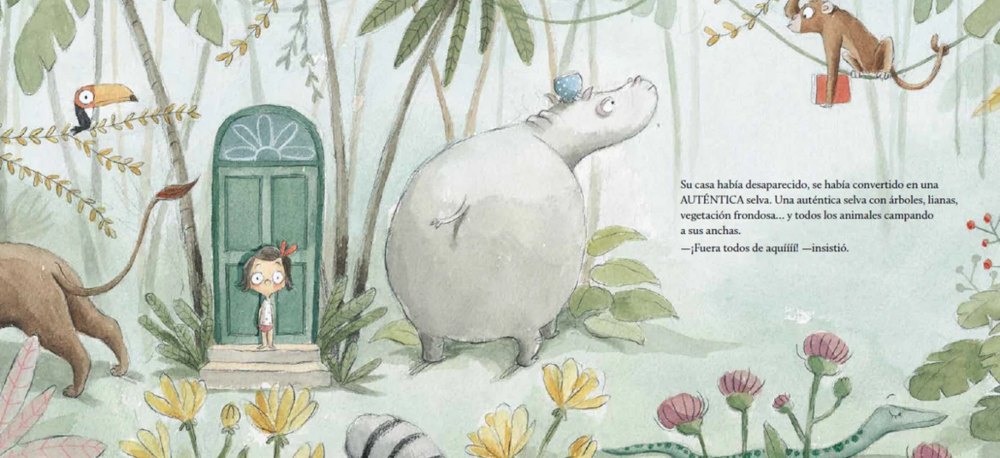 Su casa había desaparecido, se había convertido en una
AUTÉNTICA selva. Una auténtica selva con árboles, lianas,
vegetación frondosa... y todos los animales campando
a sus anchas.
—¡Fuera todos de aquíííí! —insistió.